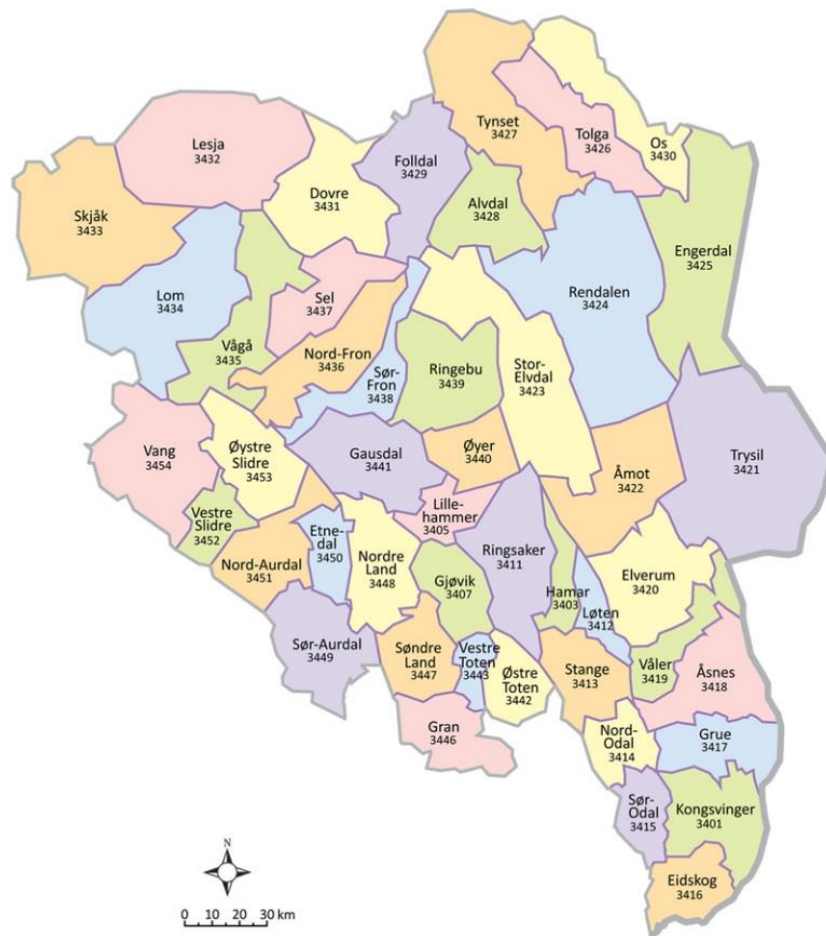 Tynset
3427
Tolga
3426
Os
3430
Lesja
3432
Folldal
3429
Dovre
3431
Alvdal
3428
Skjåk
3433
Engerdal
3425
Lom
3434
Sel
3437
Rendalen
3424
Vågå
3435
Nord-Fron
3436
Sør-
Fron
3438
Ringebu
3439
Stor-
Elvdal
3423
Vang
3454
Øystre
Slidre
3453
Gausdal
3441
Øyer
3440
Trysil
3421
Åmot
3422
Vestre
Slidre
3452
Lille-
hammer
3405
Etne-
dal
3450
Nordre
Land
3448
Ringsaker
3411
Nord-Aurdal
3451
Gjøvik
3407
Hamar
3403
Løten
3412
Elverum
3420
Sør-Aurdal
3449
Søndre
Land
3447
Vestre
Toten
3443
Østre
Toten
3442
Stange
3413
Våler
3419
Åsnes
3418
Gran
3446
Nord-
Odal
3414
Grue
3417
Sør-
Odal
3415
Kongsvinger
3401
Eidskog
3416
N
0 10 20 30 km